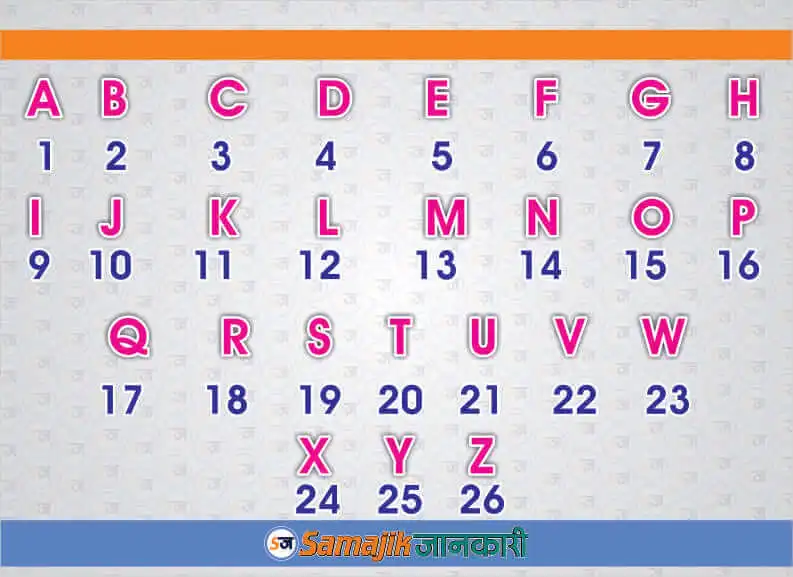 A B C D E F G H
1 2 3 4 5 6 7 8
I J K L M N O P
9 10 11 12 13 14 15 16
Q R S T U V W
17 18 19 20 21 22 23
X Y Z
24 25 26
Sज Samajik जानकारी